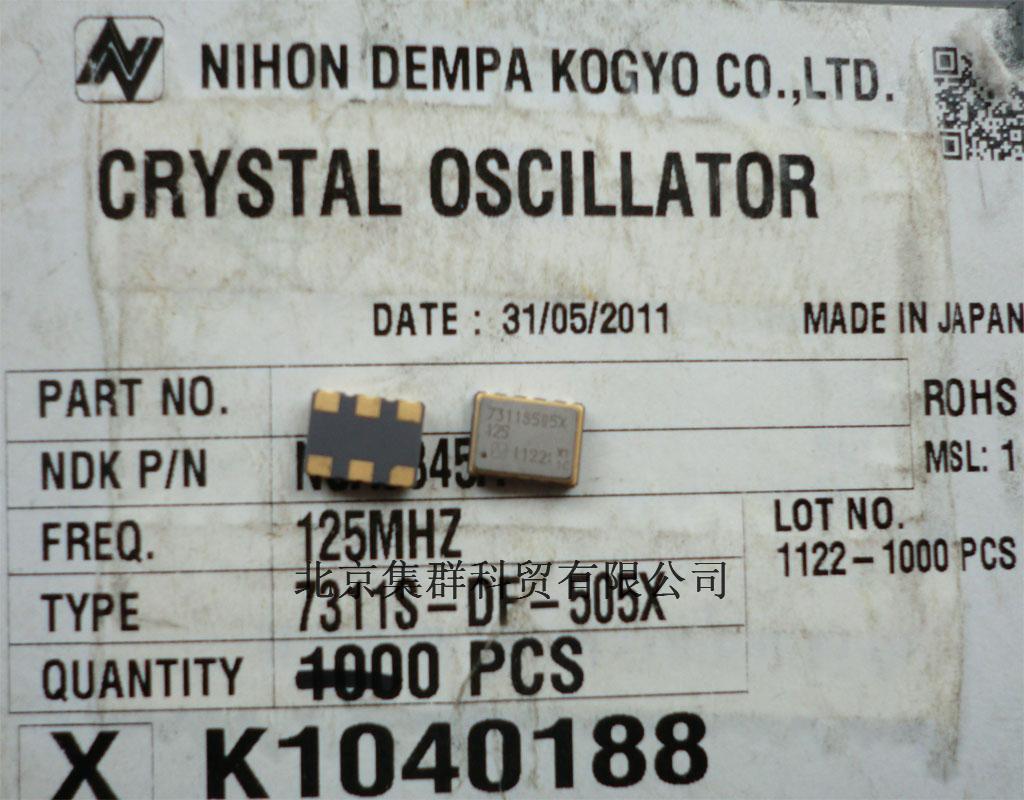 NIHON DEMPA KOGYO CO.,LTD.
CRYSTAL OSCILLATOR
DATE : 31/05/2011
MADE IN JAPAN
PART NO.
ROHS
NDK P/N
MSL: 1
7311S505X
125
FREQ. 125MHZ
LOT NO.
1122-1000 PCS
北京集群科贸有限公司
TYPE 7311S-DF-505X
QUANTITY 1000 PCS
X K1040188